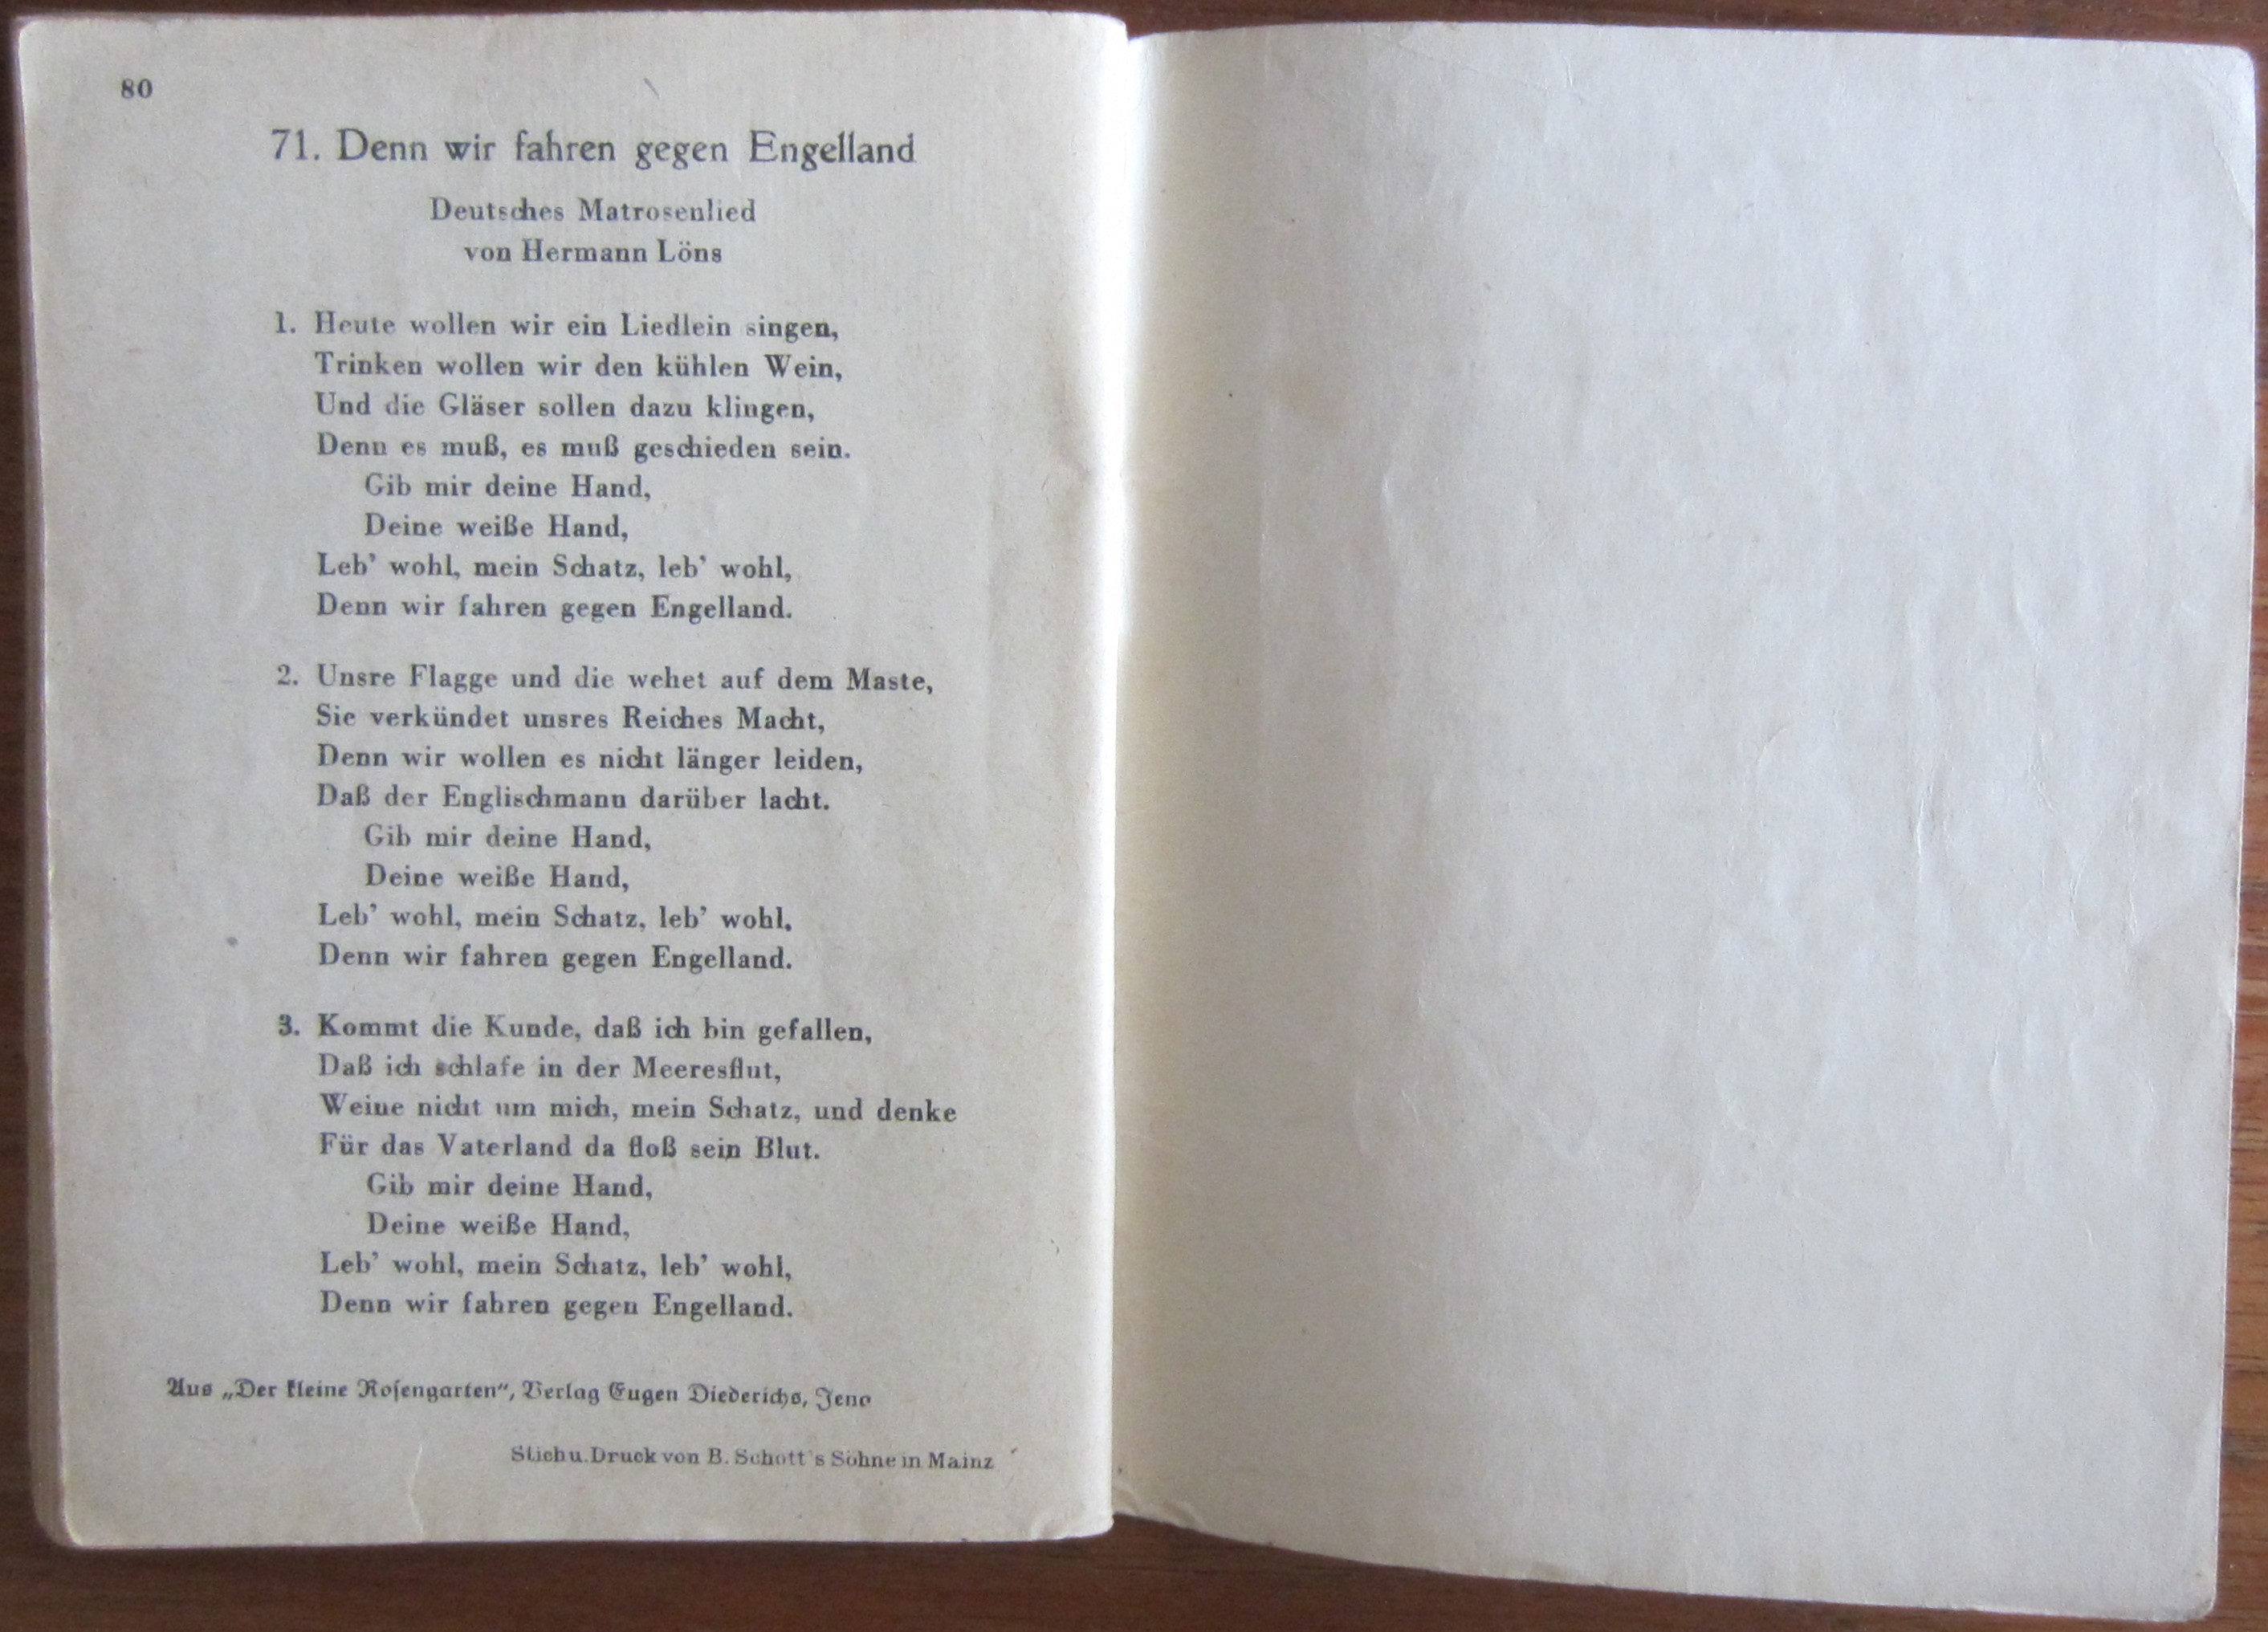 80
71. Denn wir fahren gegen Engelland
Deutsches Matrosenlied
von Hermann Löns
1. Heute wollen wir ein Liedlein singen,
Trinken wollen wir den kühlen Wein,
Und die Gläser sollen dazu klingen,
Denn es muß, es muß geschieden sein.
Gib mir deine Hand,
Deine weiße Hand,
Leb’ wohl, mein Schatz, leb’ wohl,
Denn wir fahren gegen Engelland.
2. Unsre Flagge und die wehet auf dem Maste,
Sie verkündet unsres Reiches Macht,
Denn wir wollen es nicht länger leiden,
Daß der Englischmann darüber lacht.
Gib mir deine Hand,
Deine weiße Hand,
Leb’ wohl, mein Schatz, leb’ wohl.
Denn wir fahren gegen Engelland.
3. Kommt die Kunde, daß ich bin gefallen,
Daß ich schlafe in der Meeresflut,
Weine nicht um mich, mein Schatz, und denke
Für das Vaterland da floß sein Blut.
Gib mir deine Hand,
Deine weiße Hand,
Leb’ wohl, mein Schatz, leb’ wohl,
Denn wir fahren gegen Engelland.
Aus „Der kleine Rosengarten“, Verlag Eugen Diederichs, Jena
Stich u. Druck von B. Schott's Söhne in Mainz